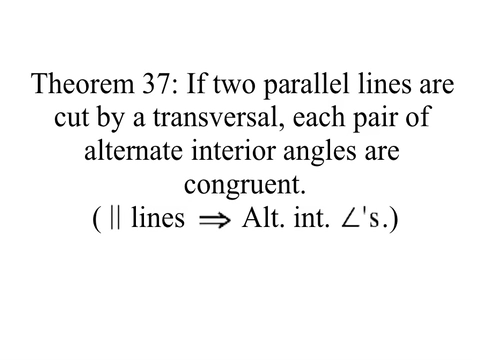 Theorem 37: If two parallel lines are
cut by a transversal, each pair of
alternate interior angles are
congruent.
( || lines ⇒ Alt. int. ∠'s.)